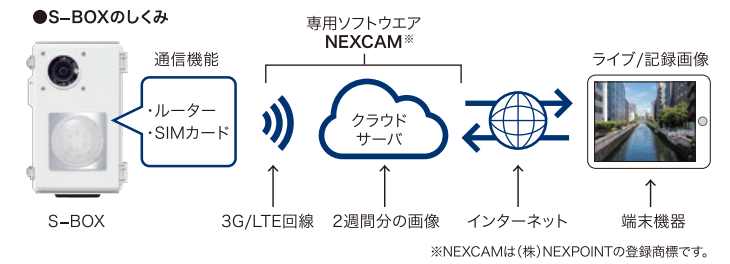 ●S−BOXのしくみ
専用ソフトウエア
NEXCAM※
通信機能
ライブ/記録画像
・ルーター
・SIMカード
クラウド
サーバ
S−BOX
3G/LTE回線
2週間分の画像
インターネット
端末機器
※NEXCAMは(株)NEXPOINTの登録商標です。